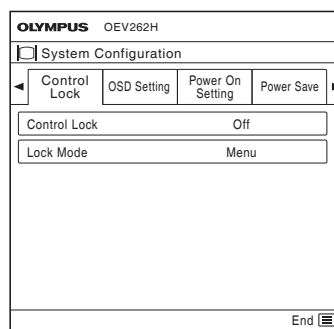 OLYMPUS OEV262H
System Configuration
Control Lock
OSD Setting
Power On Setting
Power Save
Control Lock Off
Lock Mode Menu
End